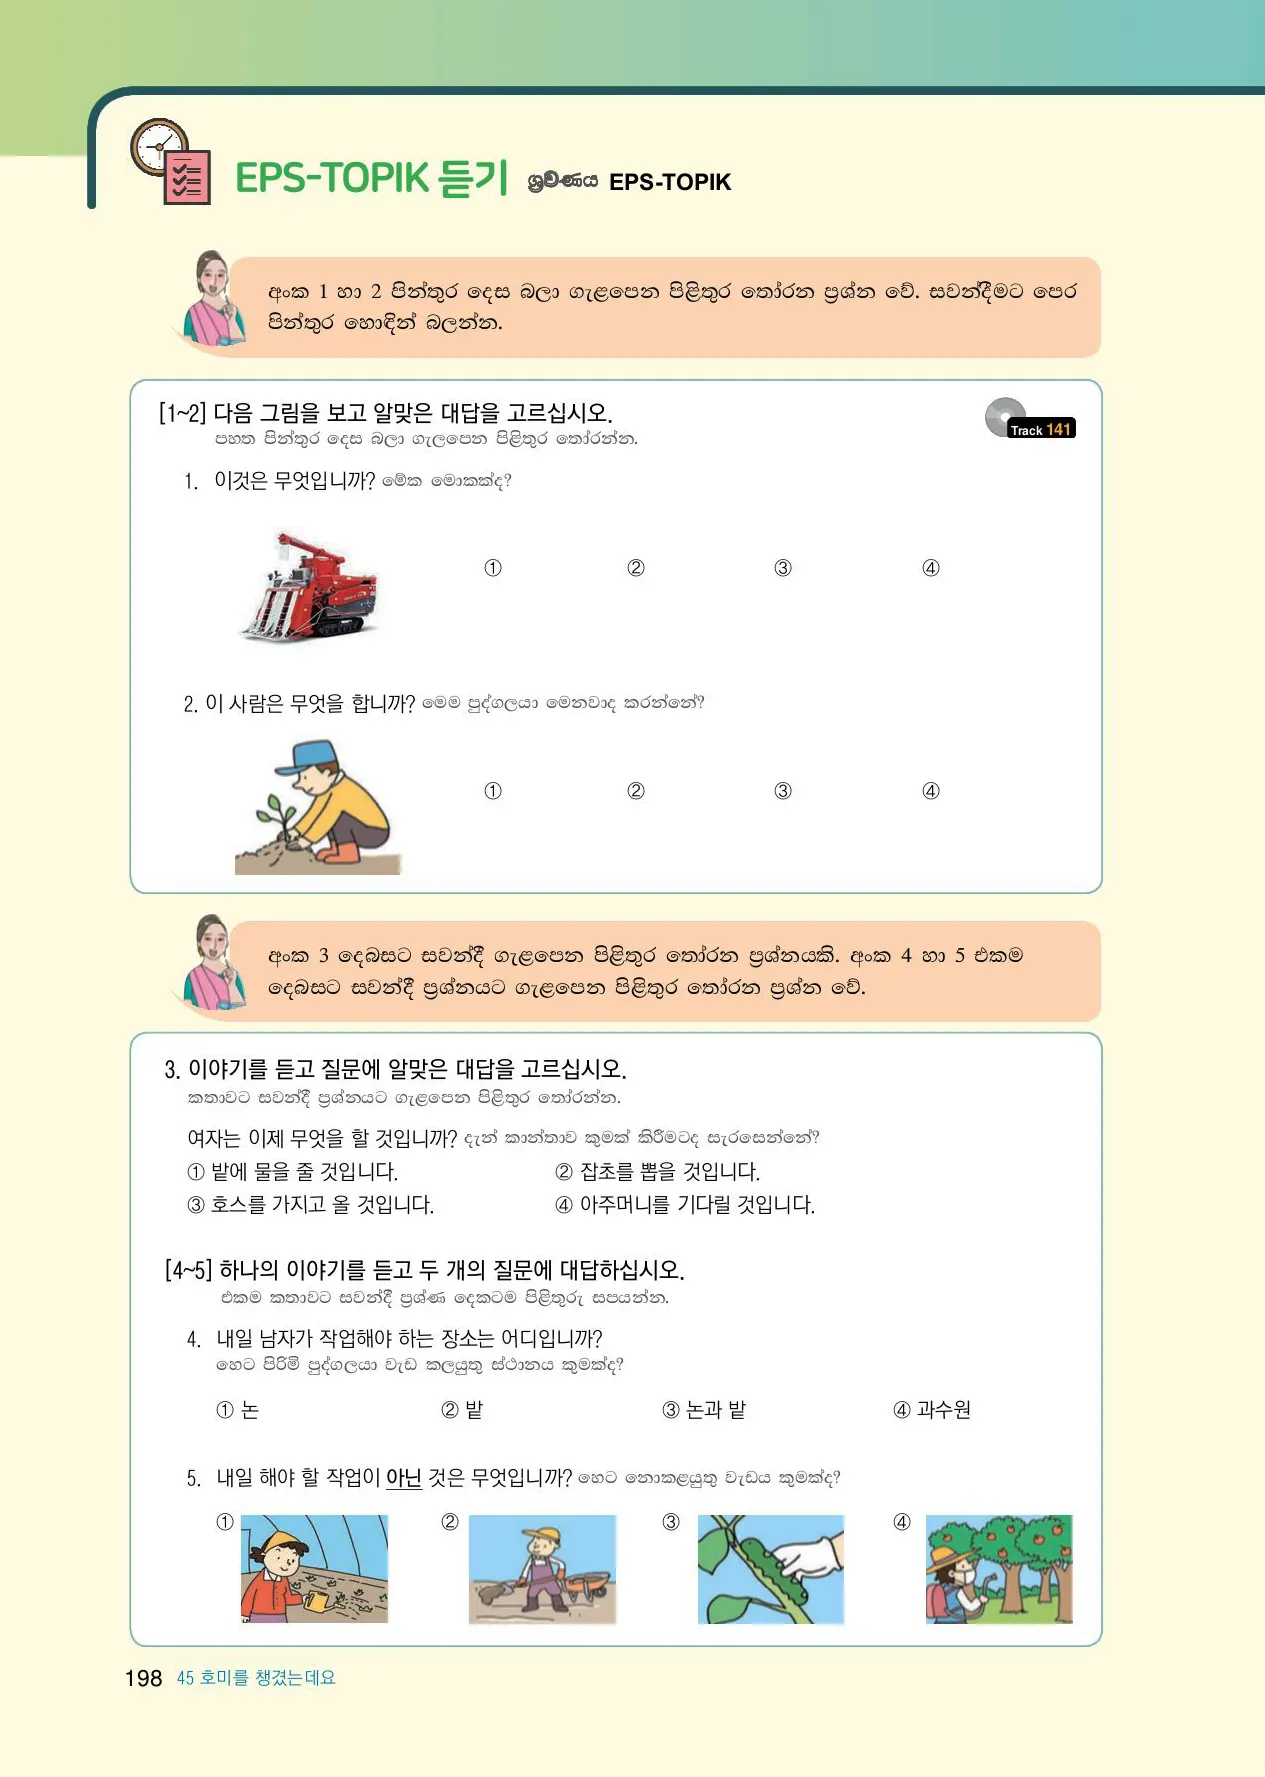 EPS-TOPIK 듣기 ශ්‍රවණය EPS-TOPIK
අංක 1 හා 2 පින්තූර දෙස බලා ගැළපෙන පිළිතුර තෝරන ප්‍රශ්න වේ. සවන්දීමට පෙර
පින්තූර හොඳින් බලන්න.
[1~2] 다음 그림을 보고 알맞은 대답을 고르십시오.
පහත පින්තූර දෙස බලා ගැලපෙන පිළිතුර තෝරන්න.
Track 141
1. 이것은 무엇입니까? මේක මොකක්ද?
① ② ③ ④
2. 이 사람은 무엇을 합니까? මෙම පුද්ගලයා මෙනවාද කරන්නේ?
① ② ③ ④
අංක 3 දෙබසට සවන්දී ගැළපෙන පිළිතුර තෝරන ප්‍රශ්නයකි. අංක 4 හා 5 එකම
දෙබසට සවන්දී ප්‍රශ්නයට ගැළපෙන පිළිතුර තෝරන ප්‍රශ්න වේ.
3. 이야기를 듣고 질문에 알맞은 대답을 고르십시오.
කතාවට සවන්දී ප්‍රශ්නයට ගැළපෙන පිළිතුර තෝරන්න.
여자는 이제 무엇을 할 것입니까? දැන් කාන්තාව කුමක් කිරීමටද සැරසෙන්නේ?
① 밭에 물을 줄 것입니다. ② 잡초를 뽑을 것입니다.
③ 호스를 가지고 올 것입니다. ④ 아주머니를 기다릴 것입니다.
[4~5] 하나의 이야기를 듣고 두 개의 질문에 대답하십시오.
එකම කතාවට සවන්දී ප්‍රශ්ණ දෙකටම පිළිතුරු සපයන්න.
4. 내일 남자가 작업해야 하는 장소는 어디입니까?
හෙට පිරිමි පුද්ගලයා වැඩ කලයුතු ස්ථානය කුමක්ද?
① 논 ② 밭 ③ 논과 밭 ④ 과수원
5. 내일 해야 할 작업이 아닌 것은 무엇입니까? හෙට නොකළයුතු වැඩය කුමක්ද?
① ② ③ ④
198 45 호미를 챙겼는데요